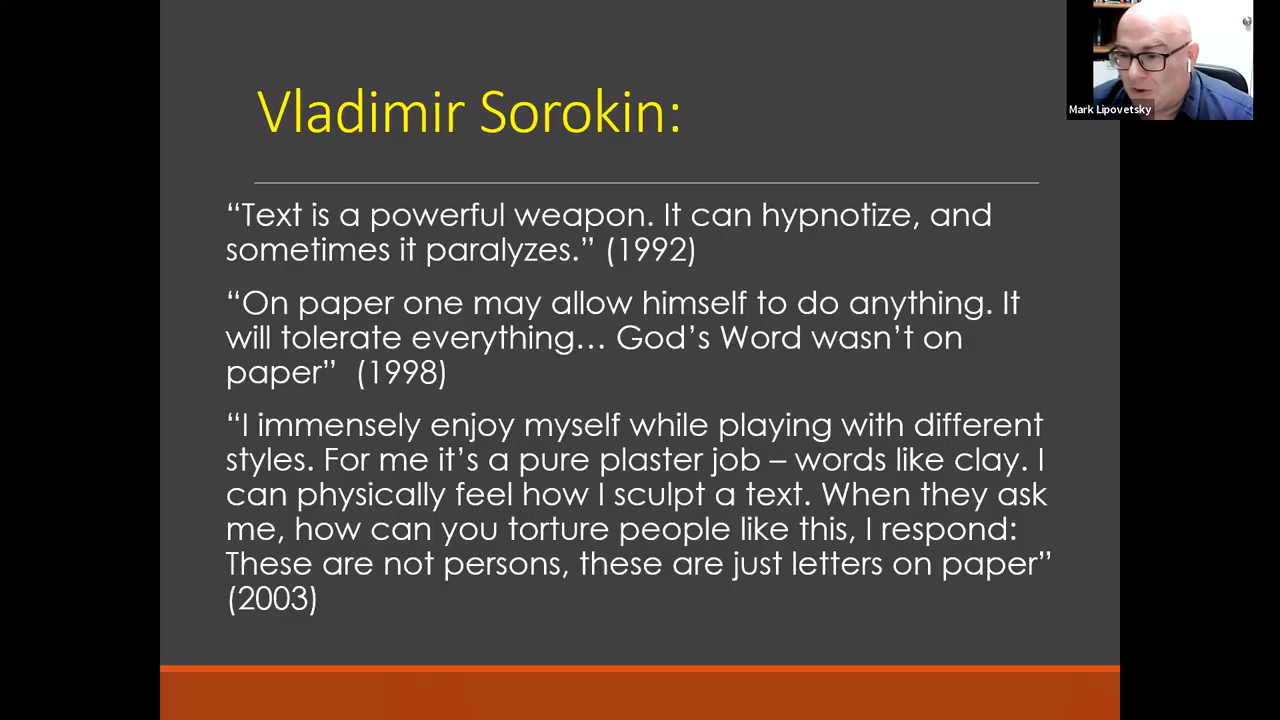 Vladimir Sorokin:
Mark Lipovetsky
“Text is a powerful weapon. It can hypnotize, and
sometimes it paralyzes.” (1992)
“On paper one may allow himself to do anything. It
will tolerate everything… God’s Word wasn’t on
paper”  (1998)
“I immensely enjoy myself while playing with different
styles. For me it’s a pure plaster job – words like clay. I
can physically feel how I sculpt a text. When they ask
me, how can you torture people like this, I respond:
These are not persons, these are just letters on paper”
(2003)